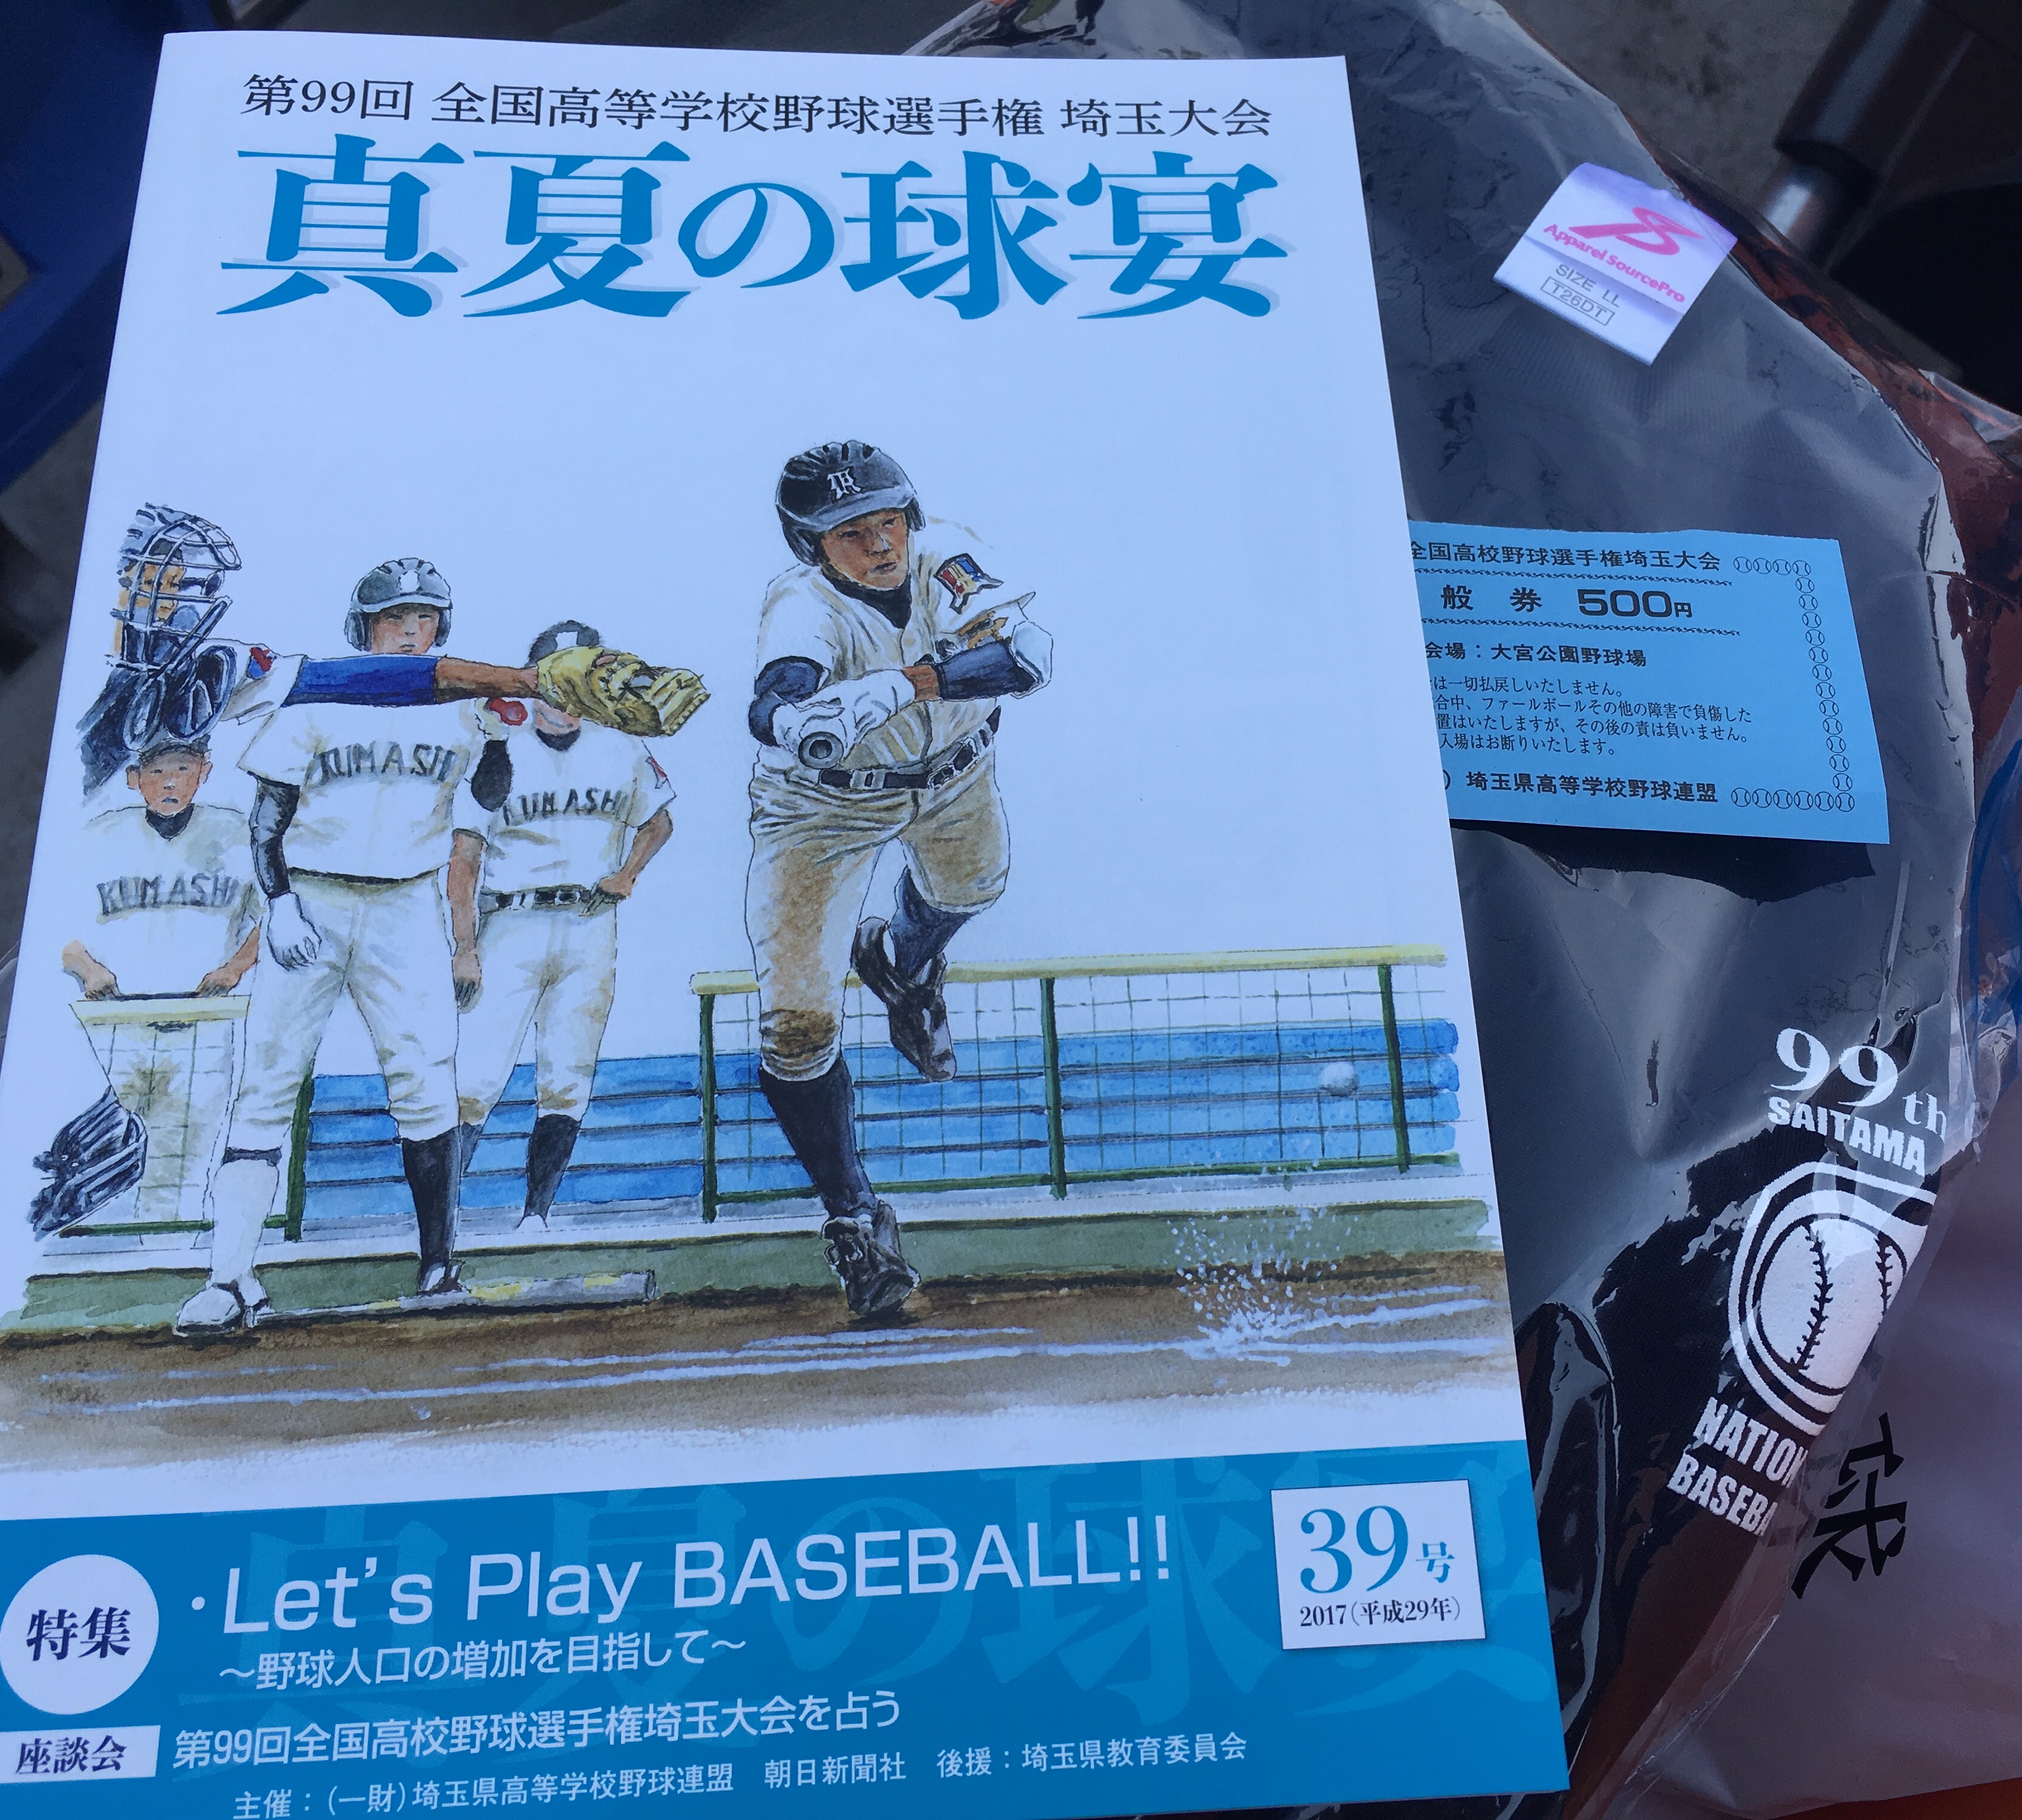 第99回 全国高等学校野球選手権 埼玉大会
真夏の球宴
R
KUMASHI
KUMASHI
KUMASHI
・Let's Play BASEBALL!!
～野球人口の増加を目指して～
特集
39号
2017(平成29年)
座談会
第99回全国高校野球選手権埼玉大会を占う
主催：(一財)埼玉県高等学校野球連盟　朝日新聞社　後援：埼玉県教育委員会
Apparel SourcePro
SIZE LL
T26DT
全国高校野球選手権埼玉大会
般 券 500円
会場：大宮公園野球場
は一切払戻しいたしません。
合中、ファールボールその他の障害で負傷した
置はいたしますが、その後の責は負いません。
入場はお断りいたします。
) 埼玉県高等学校野球連盟
99th
SAITAMA
NATION
BASEBA